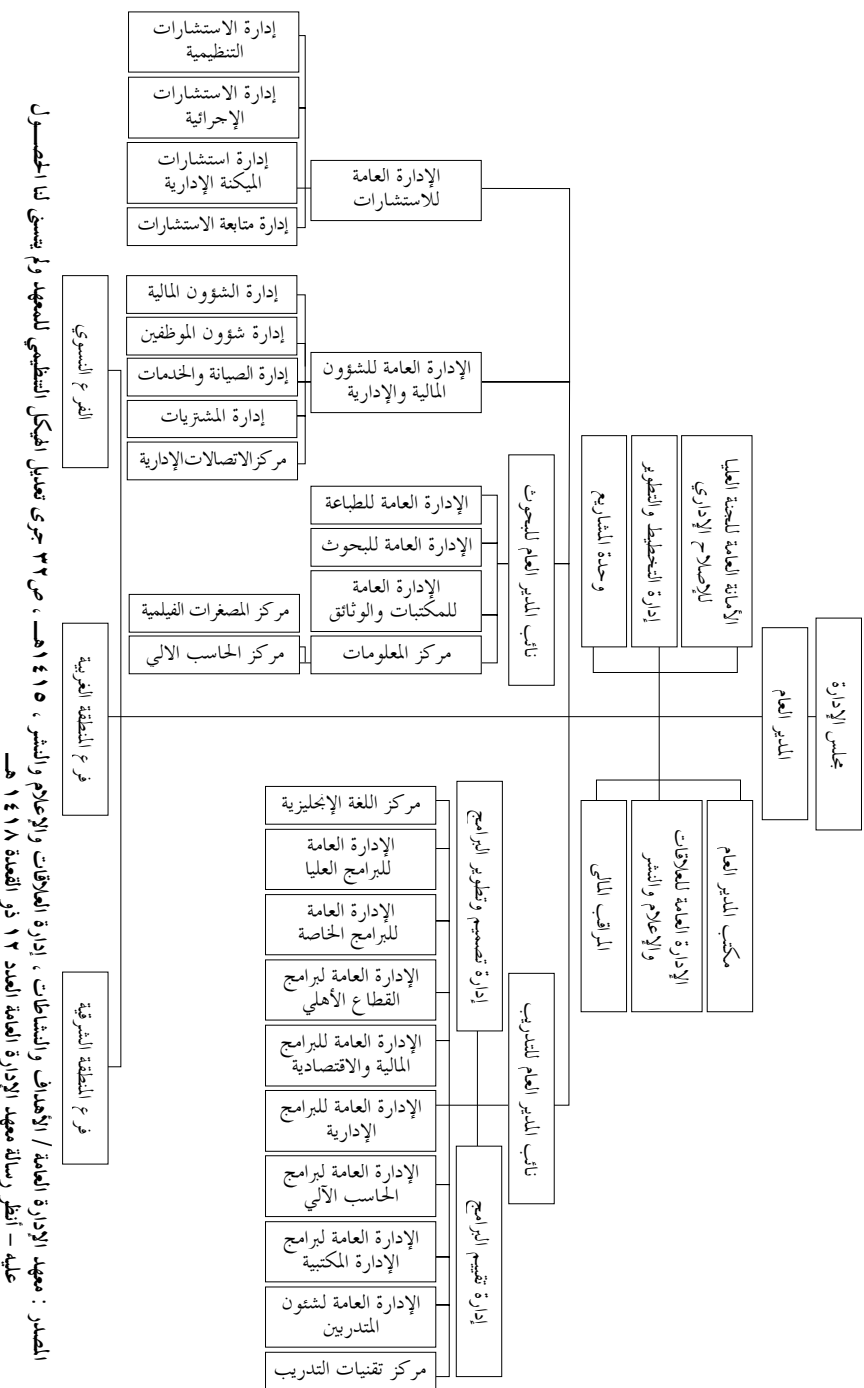 مجلس الإدارة
المدير العام
مكتب المدير العام
الإدارة العامة للعلاقات
والإعلام والنشر
المراقب المالي
الأمانة العامة للجنة العليا
للإصلاح الإداري
إدارة التخطيط والتطوير
وحدة المشاريع
نائب المدير العام للتدريب
إدارة تصميم وتطوير البرامج
إدارة تقييم البرامج
مركز اللغة الإنجليزية
الإدارة العامة
للبرامج العليا
الإدارة العامة
للبرامج الخاصة
الإدارة العامة لبرامج
القطاع الأهلي
الإدارة العامة للبرامج
المالية والاقتصادية
الإدارة العامة للبرامج
الإدارية
الإدارة العامة لبرامج
الحاسب الآلي
الإدارة العامة لبرامج
الإدارة المكتبية
الإدارة العامة لشئون
المتدربين
مركز تقنيات التدريب
نائب المدير العام للبحوث
الإدارة العامة للطباعة
الإدارة العامة للبحوث
الإدارة العامة
للمكتبات والوثائق
مركز المعلومات
مركز المصغرات الفيلمية
مركز الحاسب الالي
الإدارة العامة للشؤون
المالية والإدارية
إدارة الشؤون المالية
إدارة شؤون الموظفين
إدارة الصيانة والخدمات
إدارة المشتريات
مركز الاتصالات الإدارية
الإدارة العامة
للاستشارات
إدارة الاستشارات
التنظيمية
إدارة الاستشارات
الإجرائية
إدارة استشارات
الميكنة الإدارية
إدارة متابعة الاستشارات
فرع المنطقة الشرقية
فرع المنطقة الغربية
الفرع النسوي
المصدر : معهد الإدارة العامة / الأهداف والنشاطات ، إدارة العلاقات والإعلام والنشر ، ١٤١٥هـ ، ص ٣٢ جرى تعديل الهيكل التنظيمي للمعهد ولم يتسنى لنا الحصول
عليه – أنظر رسالة معهد الإدارة العامة العدد ١٢ ذو القعدة ١٤١٨ هـ